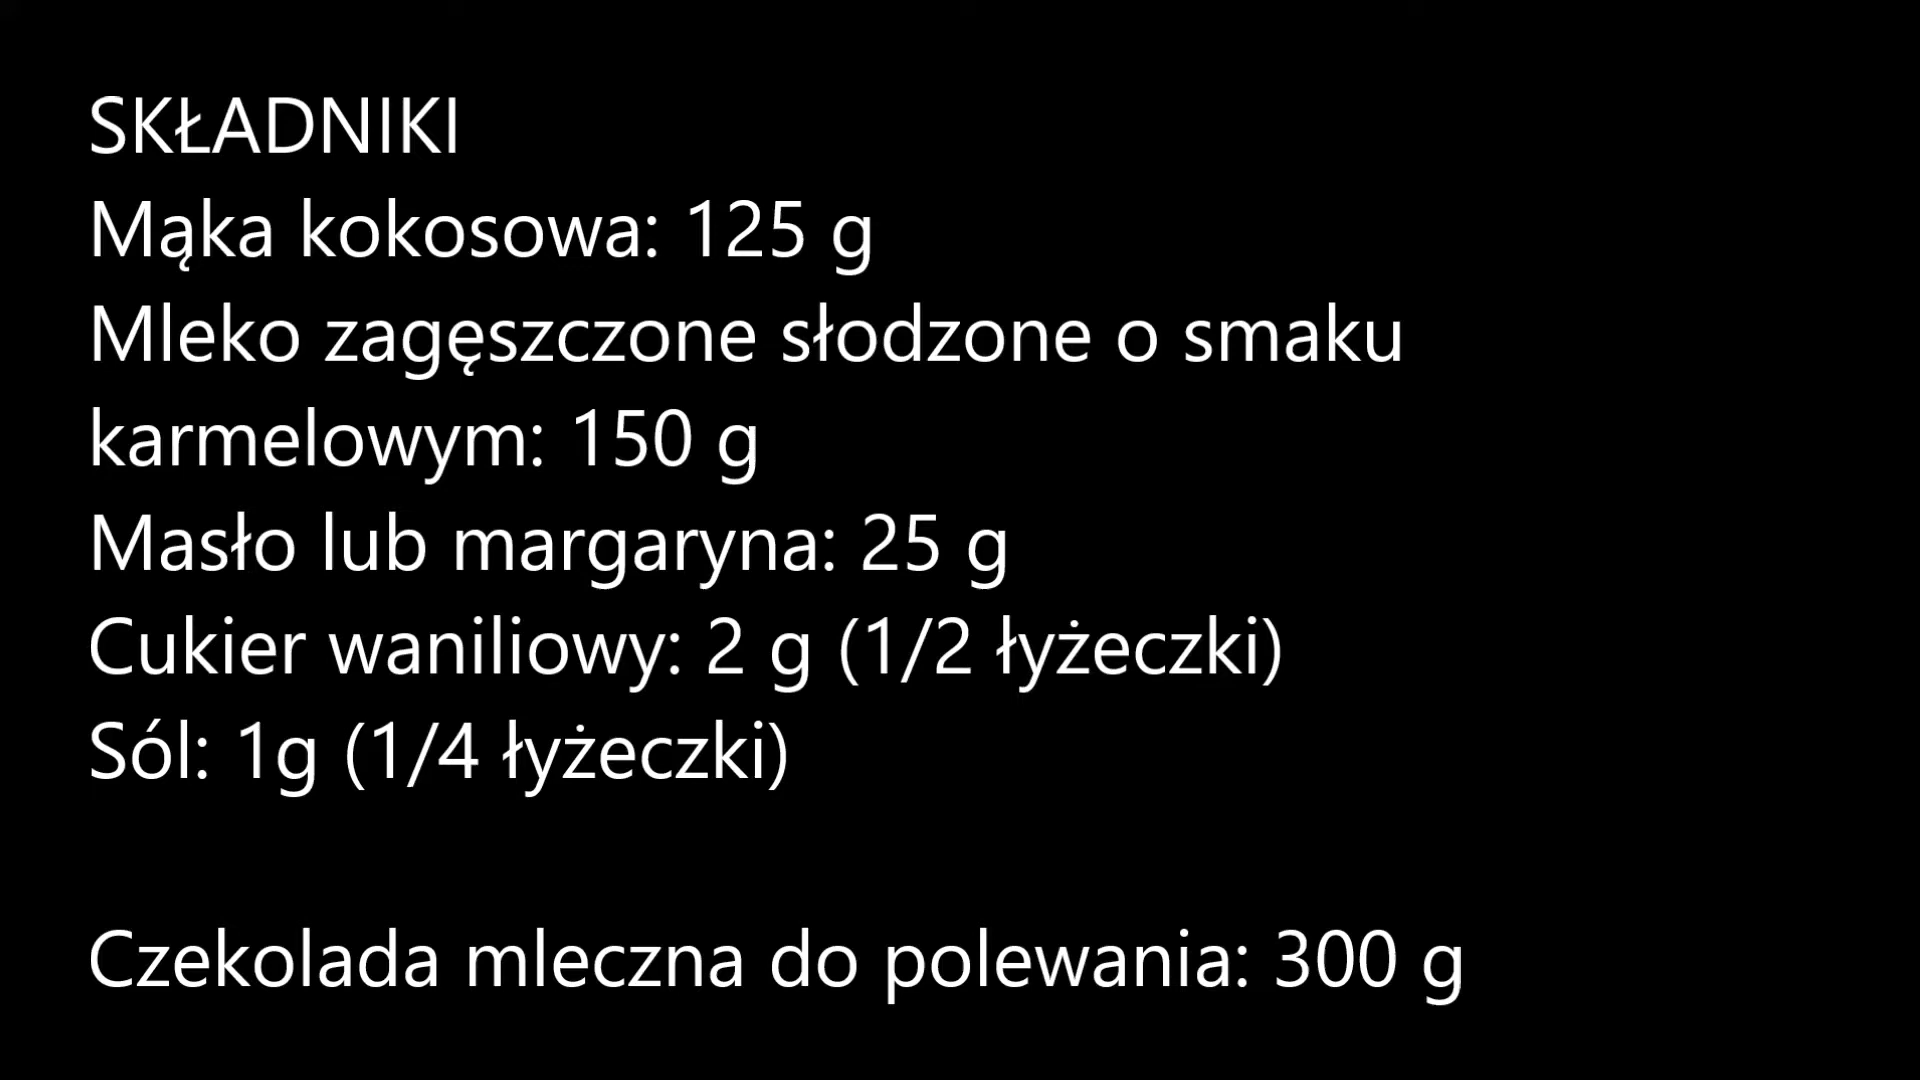 SKŁADNIKI
Mąka kokosowa: 125 g
Mleko zagęszczone słodzone o smaku
karmelowym: 150 g
Masło lub margaryna: 25 g
Cukier waniliowy: 2 g (1/2 łyżeczki)
Sól: 1g (1/4 łyżeczki)
Czekolada mleczna do polewania: 300 g